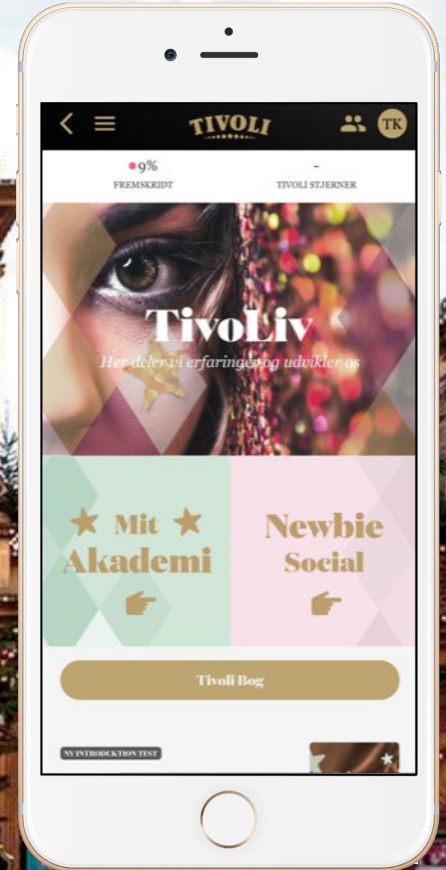 TIVOLI
TK
9%
-
FREMSKRIDT
TIVOLI STJERNER
TivoLiv
Her deler vi erfaringer og udvikler os
Mit
Akademi
Newbie
Social
Tivoli Bog
NY INTRODUKTION TEST